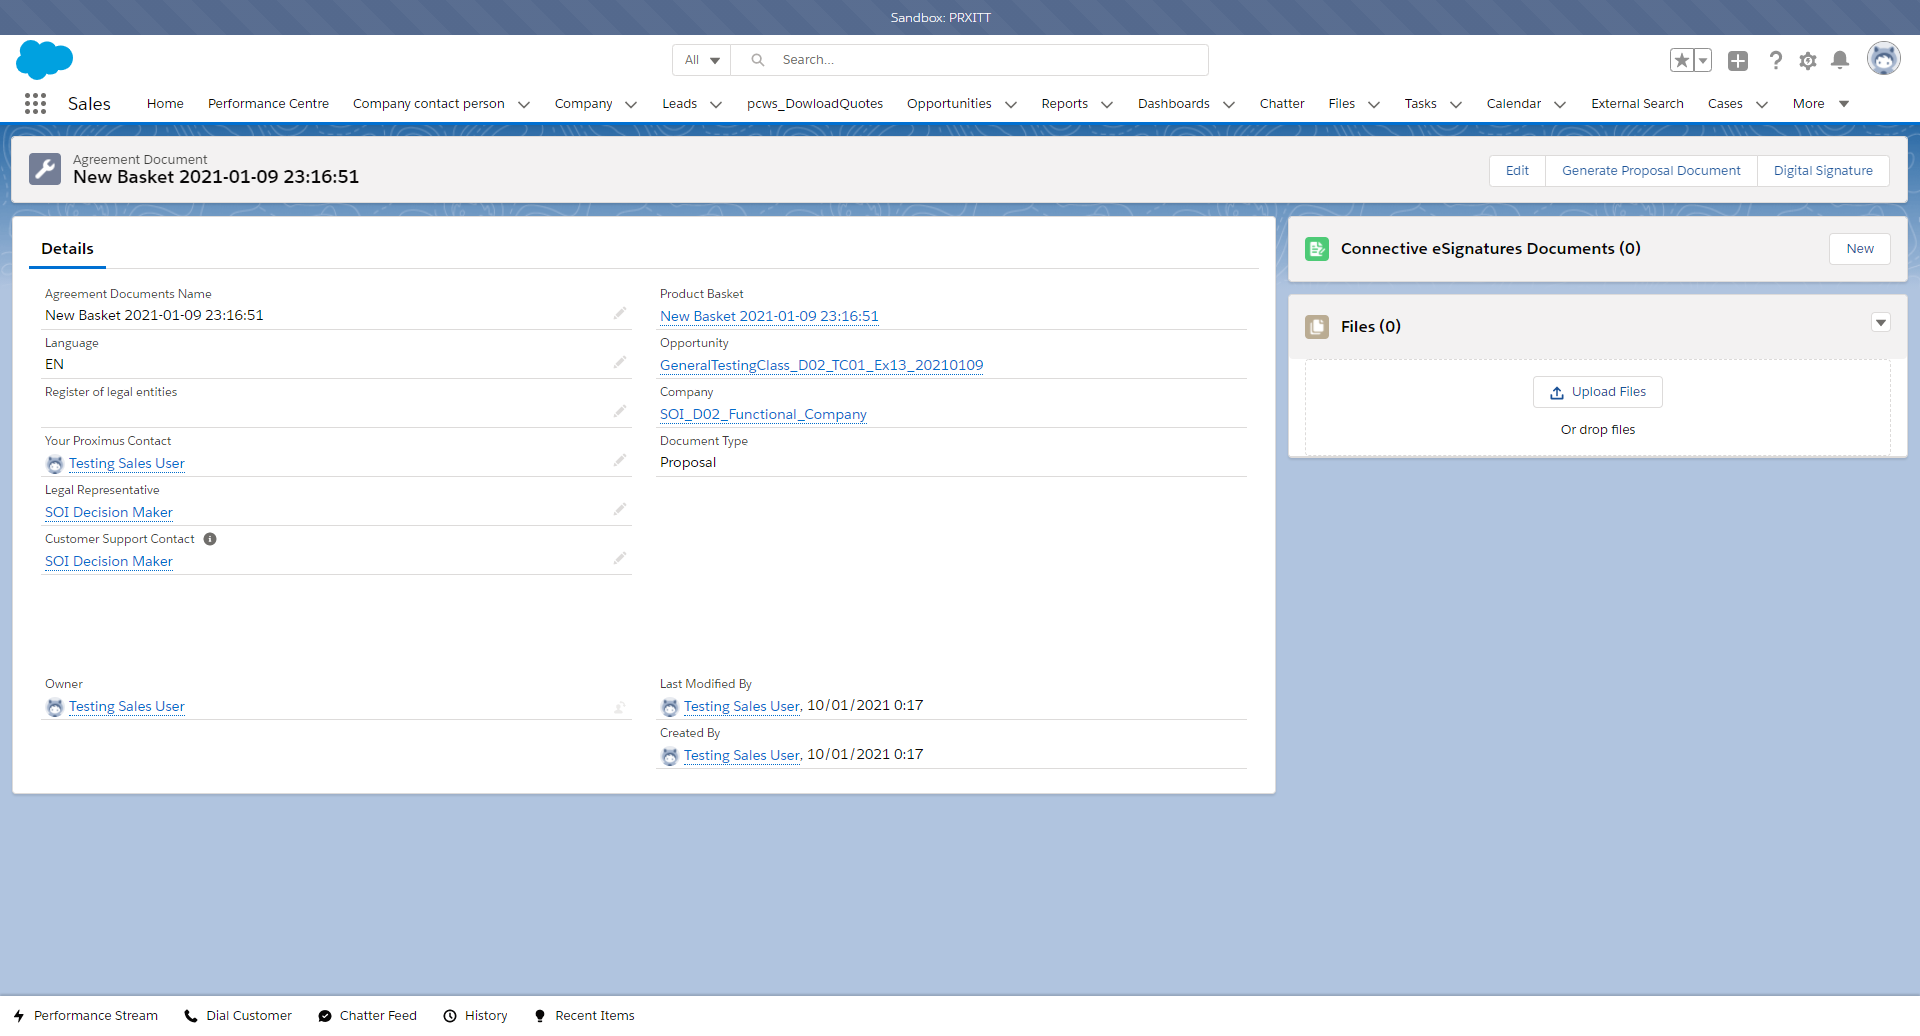 Sandbox: PRXITT
All
Search...
Sales
Home
Performance Centre
Company contact person
Company
Leads
pcws_DowloadQuotes
Opportunities
Reports
Dashboards
Chatter
Files
Tasks
Calendar
External Search
Cases
More
Agreement Document
New Basket 2021-01-09 23:16:51
Edit
Generate Proposal Document
Digital Signature
Details
Agreement Documents Name
New Basket 2021-01-09 23:16:51
Language
EN
Register of legal entities
Your Proximus Contact
Testing Sales User
Legal Representative
SOI Decision Maker
Customer Support Contact
SOI Decision Maker
Owner
Testing Sales User
Product Basket
New Basket 2021-01-09 23:16:51
Opportunity
GeneralTestingClass_D02_TC01_Ex13_20210109
Company
SOI_D02_Functional_Company
Document Type
Proposal
Last Modified By
Testing Sales User, 10/01/2021 0:17
Created By
Testing Sales User, 10/01/2021 0:17
Connective eSignatures Documents (0)
New
Files (0)
Upload Files
Or drop files
Performance Stream
Dial Customer
Chatter Feed
History
Recent Items